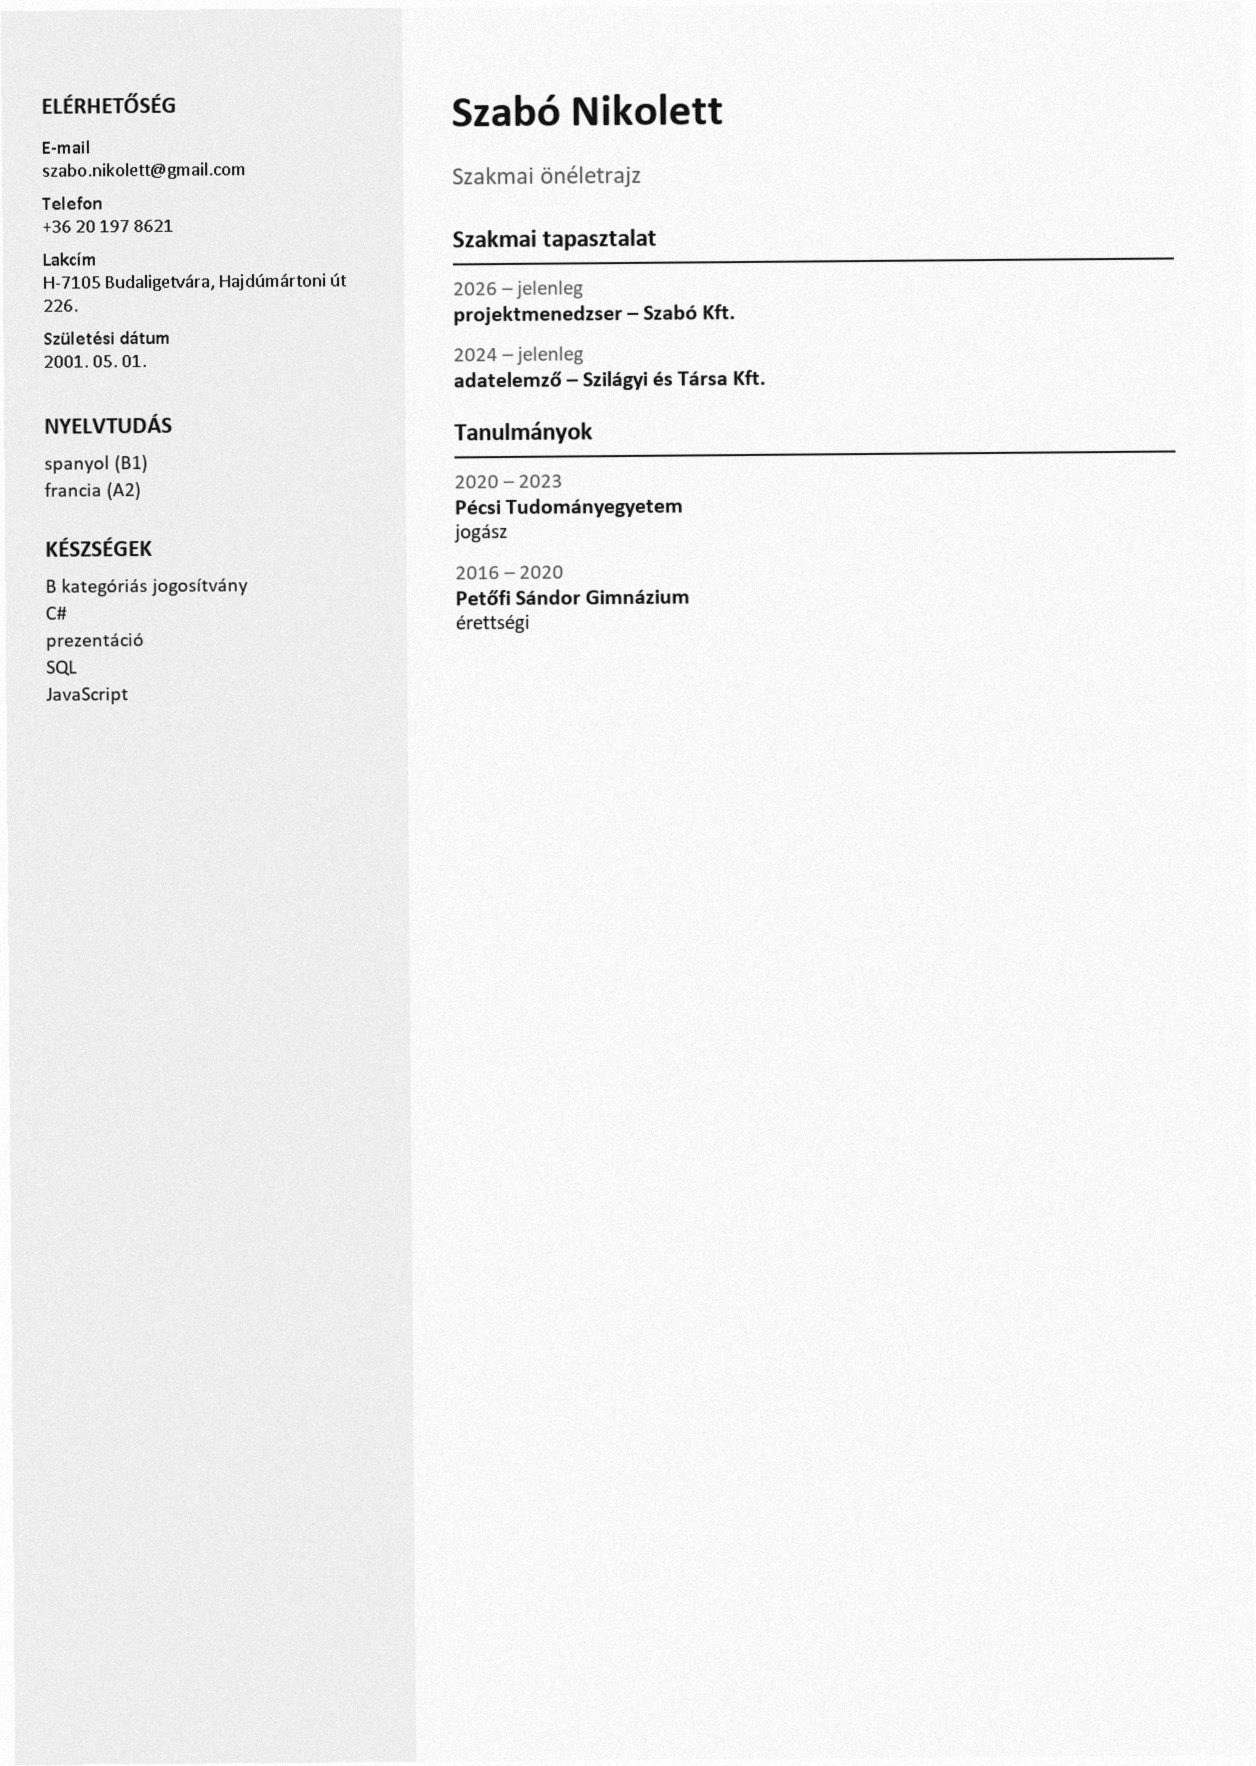 ELÉRHETŐSÉG
E-mail
szabo.nikolett@gmail.com
Telefon
+36 20 197 8621
Lakcím
H-7105 Budaligetvára, Hajdúmártoni út
226.
Születési dátum
2001. 05. 01.
NYELVTUDÁS
spanyol (B1)
francia (A2)
KÉSZSÉGEK
B kategóriás jogosítvány
C#
prezentáció
SQL
JavaScript
Szabó Nikolett
Szakmai önéletrajz
Szakmai tapasztalat
2026 – jelenleg
projektmenedzser – Szabó Kft.
2024 – jelenleg
adatelemző – Szilágyi és Társa Kft.
Tanulmányok
2020 – 2023
Pécsi Tudományegyetem
jogász
2016 – 2020
Petőfi Sándor Gimnázium
érettségi